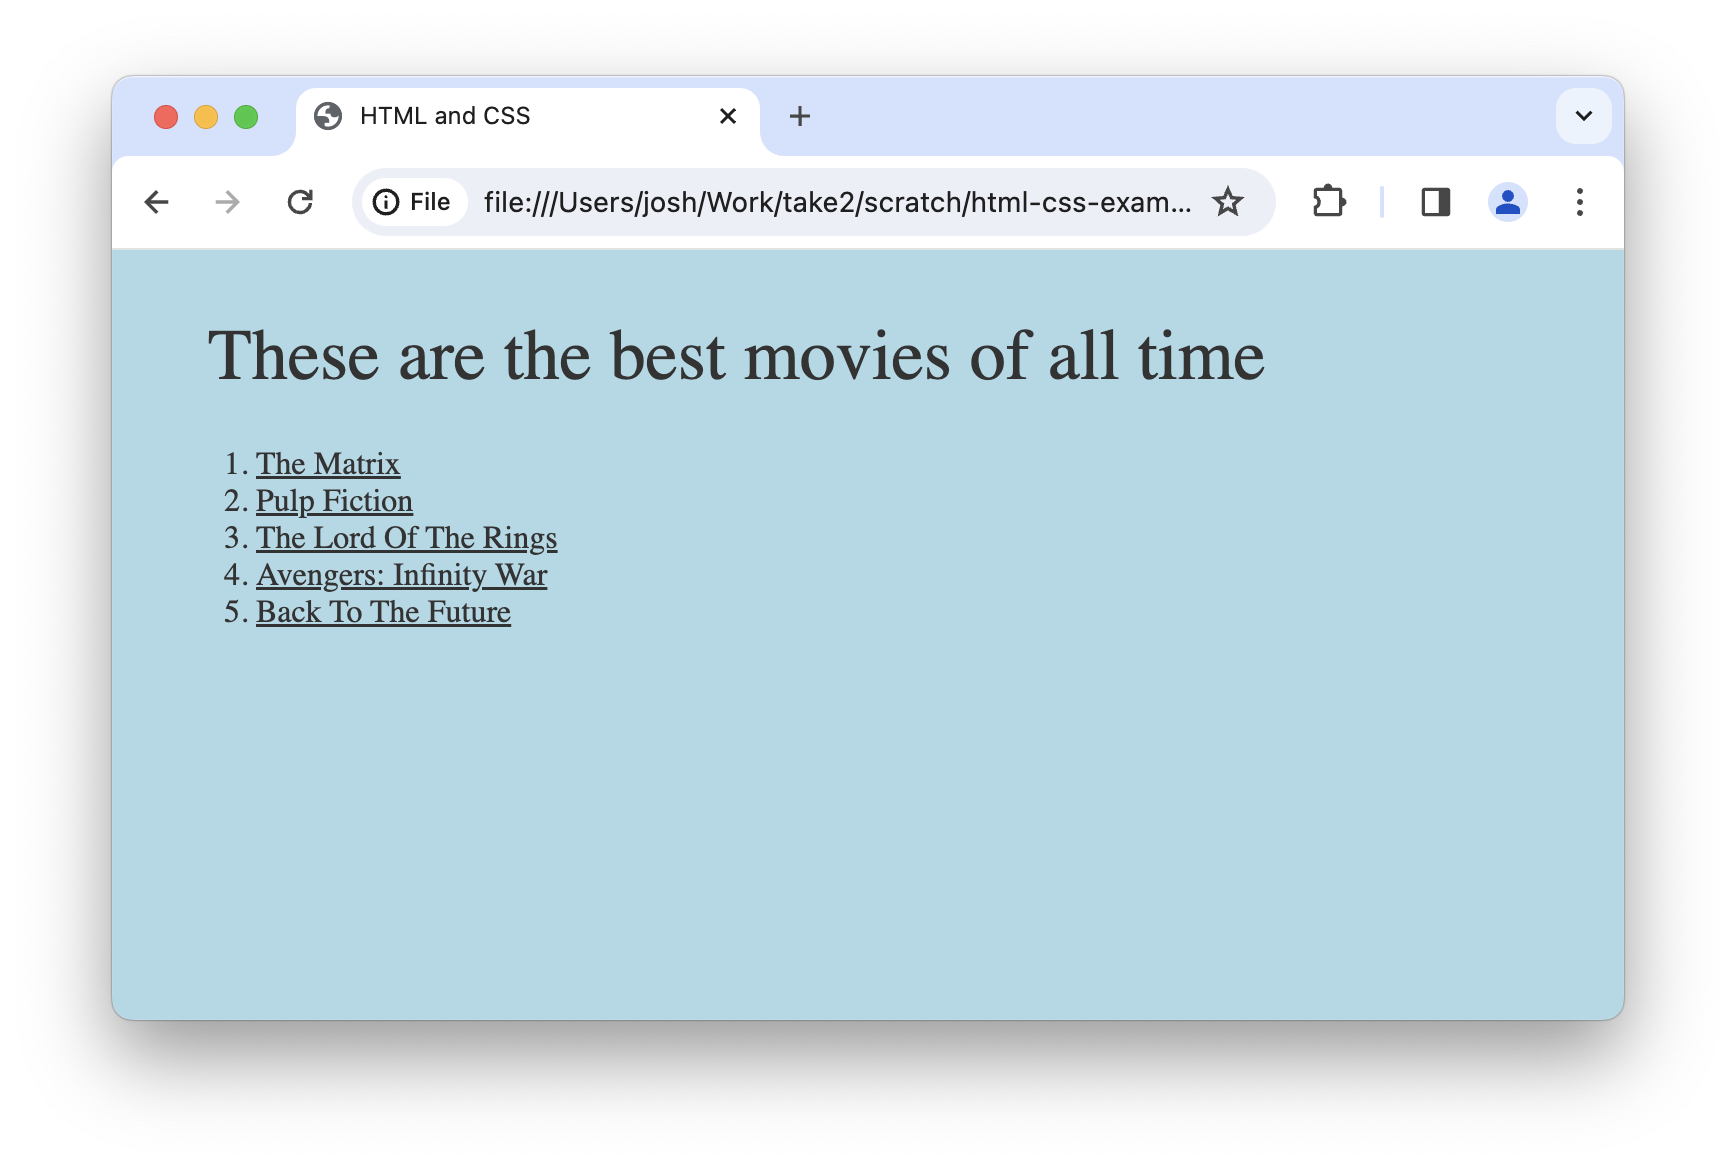 HTML and CSS
File file:///Users/josh/Work/take2/scratch/html-css-exam...
These are the best movies of all time
1. The Matrix
2. Pulp Fiction
3. The Lord Of The Rings
4. Avengers: Infinity War
5. Back To The Future